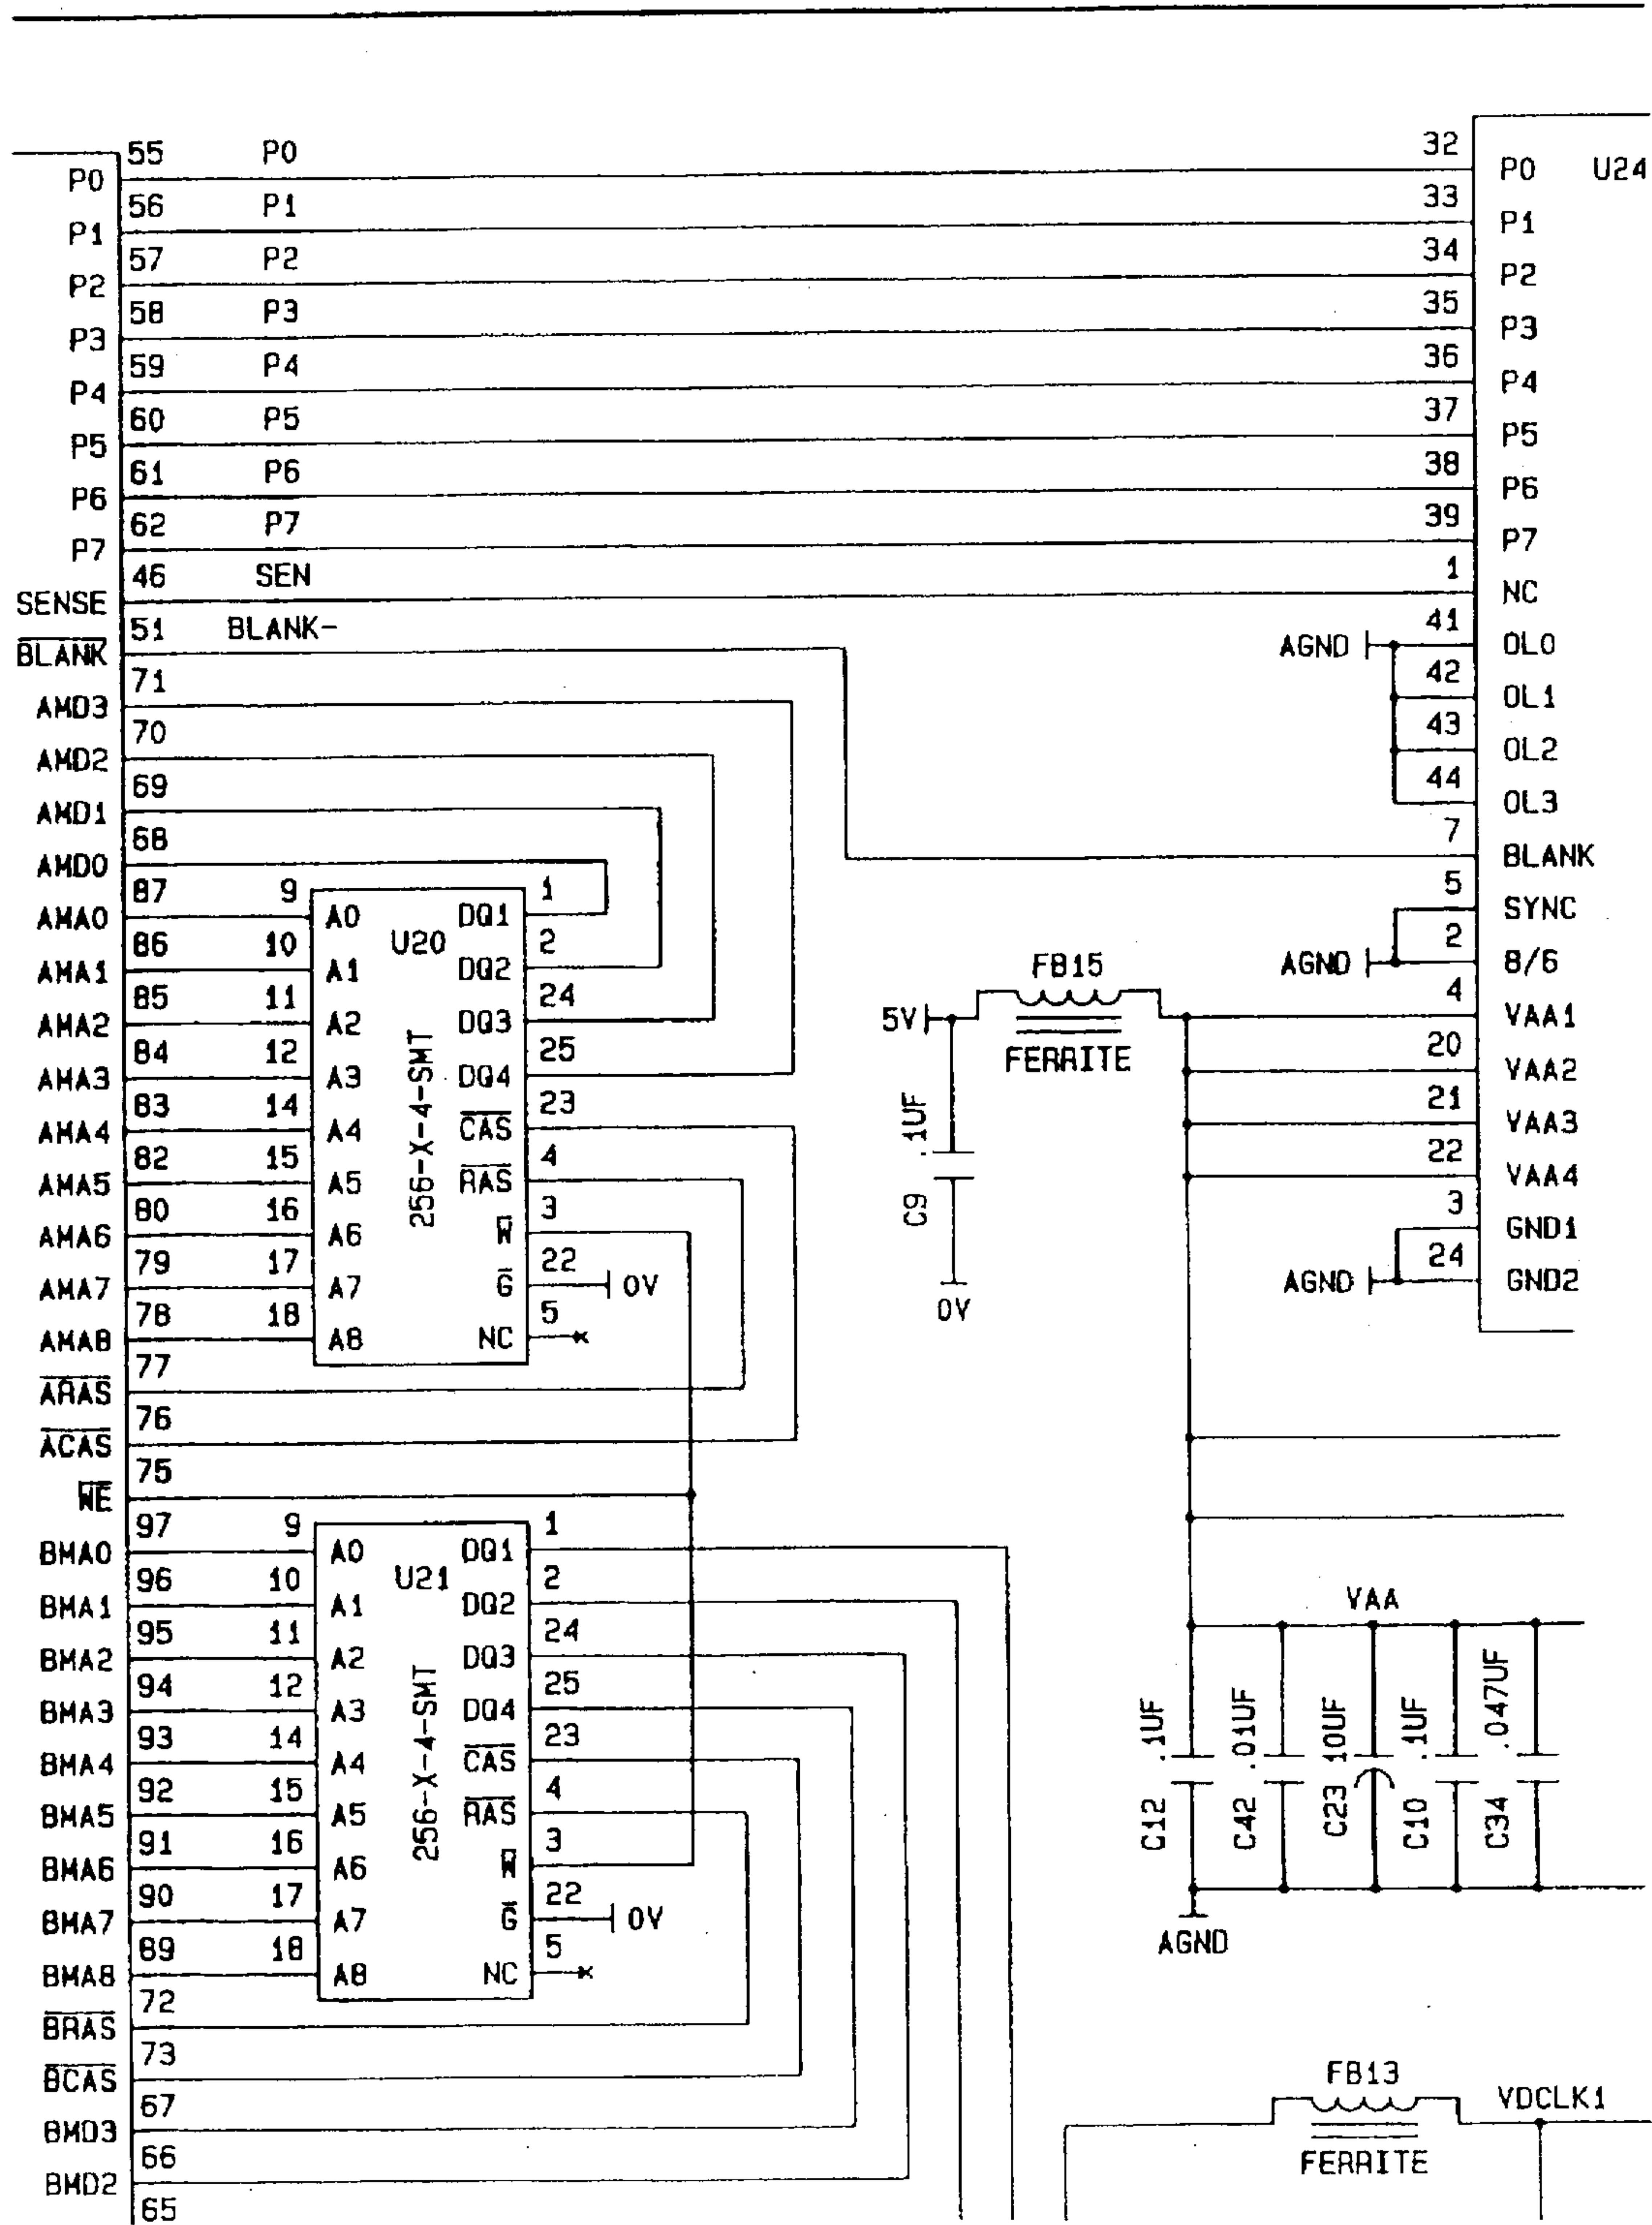 55 P0 32
P0 P0 U24
56 P1 33
P1 P1
57 P2 34
P2 P2
58 P3 35
P3 P3
59 P4 36
P4 P4
60 P5 37
P5 P5
61 P6 38
P6 P6
62 P7 39
P7 P7
46 SEN 1
SENSE NC
51 BLANK- 41
BLANK AGND OL0
71 42
AMD3 OL1
70 43
AMD2 OL2
69 44
AMD1 OL3
68 7
AMD0 BLANK
87 9 1 5
AMA0 A0 DQ1 SYNC
86 10 U20 2 2
AMA1 A1 DQ2 FB15 AGND 8/6
85 11 24 4
AMA2 A2 DQ3 5V VAA1
84 12 25 FERRITE 20
AMA3 A3 DQ4 VAA2
256-X-4-SMT
83 14 23 .1UF 21
AMA4 A4 CAS VAA3
82 15 4 22
AMA5 A5 RAS C9 VAA4
80 16 3 3
AMA6 A6 W GND1
79 17 22 24
AMA7 A7 G 0V 0V AGND GND2
78 18 5
AMA8 A8 NC
77
ARAS
76
ACAS
75
WE
97 9 1
BMA0 A0 DQ1
96 10 U21 2
BMA1 A1 DQ2 VAA
95 11 24
BMA2 A2 DQ3
94 12 25
BMA3 A3 DQ4
256-X-4-SMT
93 14 23 .1UF .01UF 10UF .1UF .047UF
BMA4 A4 CAS
92 15 4 C12 C42 C23 C10 C34
BMA5 A5 RAS
91 16 3
BMA6 A6 W
90 17 22
BMA7 A7 G 0V AGND
89 18 5
BMA8 A8 NC
72
BRAS
73
BCAS FB13 VDCLK1
67
BMD3 FERRITE
66
BMD2
65